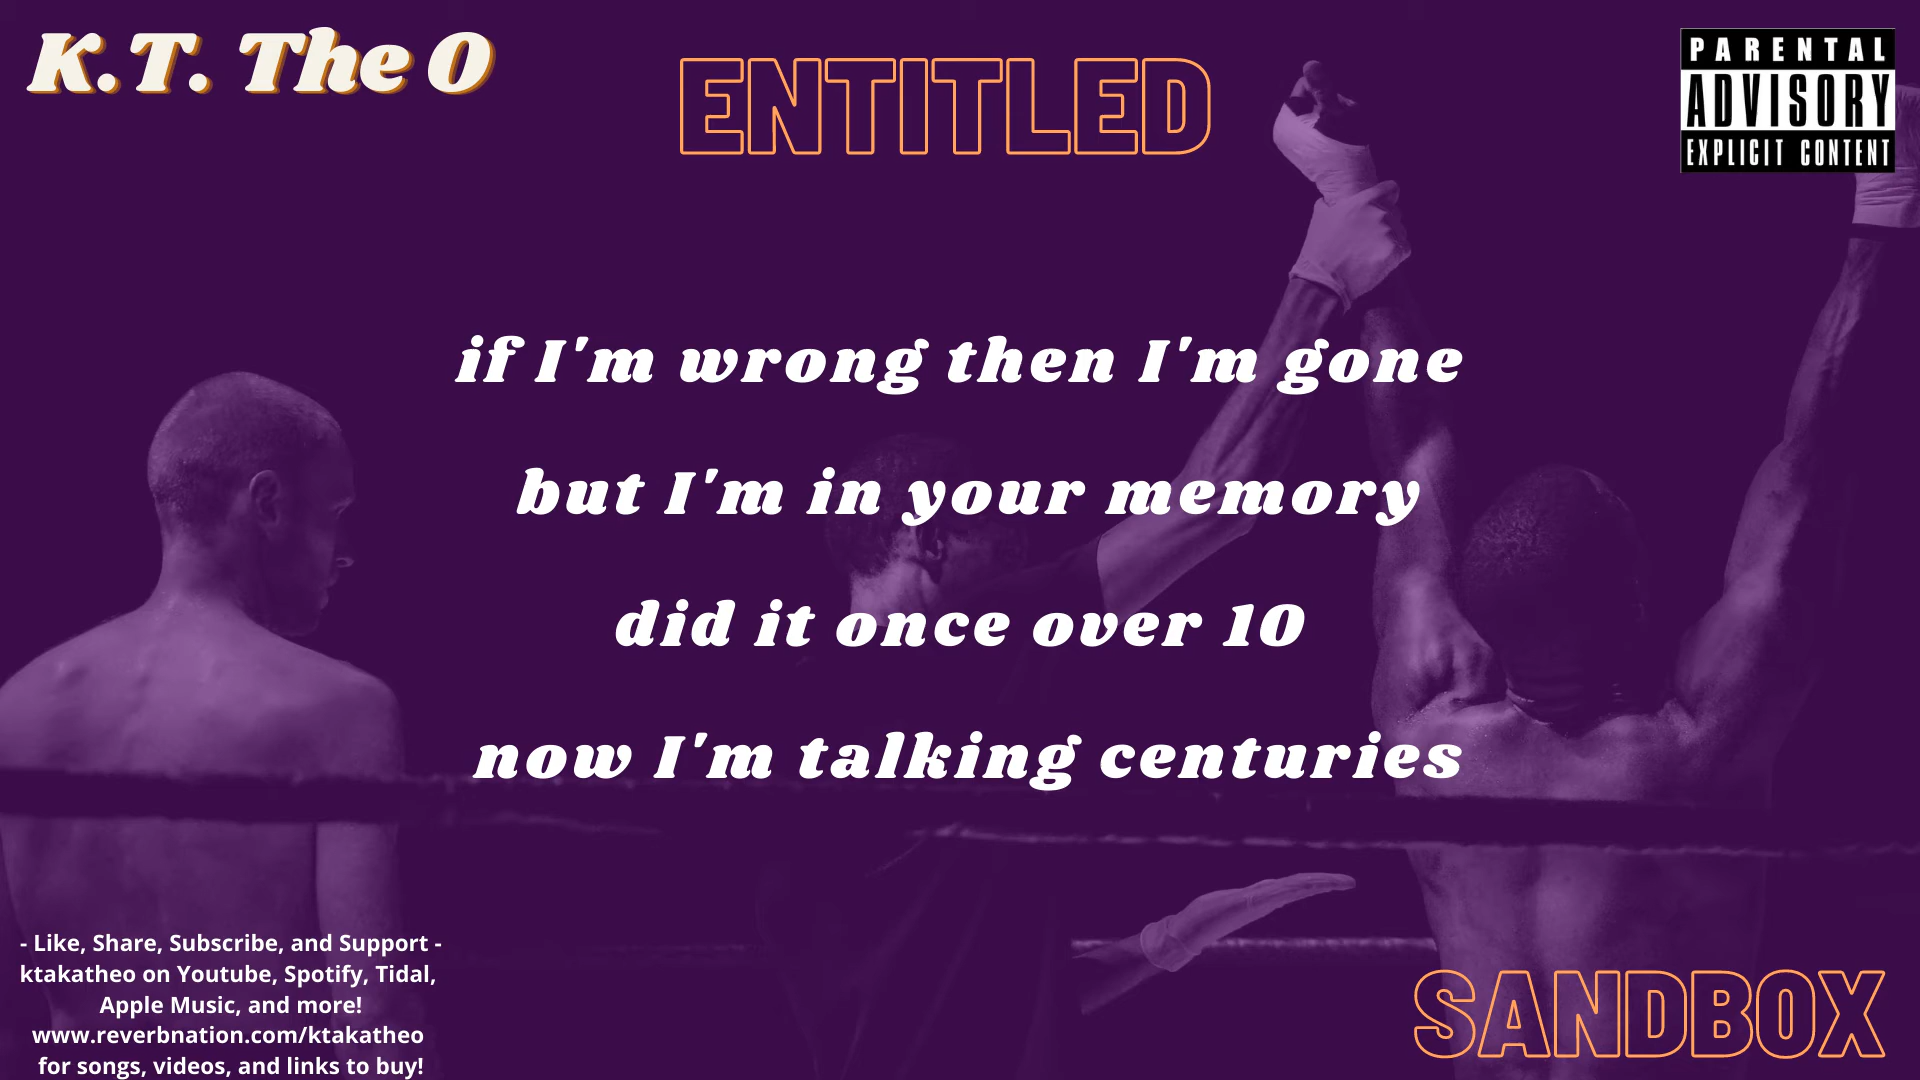 K.T. The O
ENTITLED
PARENTAL
ADVISORY
EXPLICIT CONTENT
if I'm wrong then I'm gone
but I'm in your memory
did it once over 10
now I'm talking centuries
- Like, Share, Subscribe, and Support -
ktakatheo on Youtube, Spotify, Tidal,
Apple Music, and more!
www.reverbnation.com/ktakatheo
for songs, videos, and links to buy!
SANDBOX